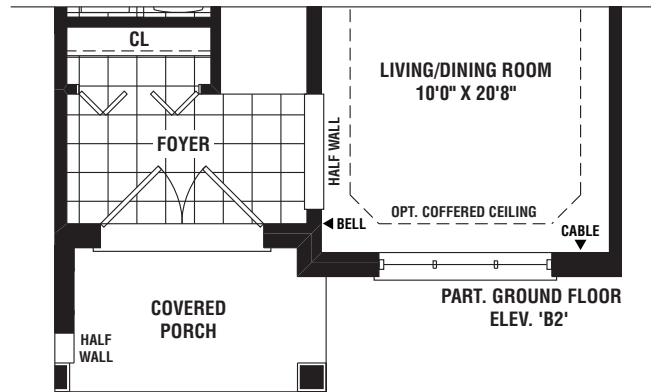 CL
LIVING/DINING ROOM
10'0" X 20'8"
FOYER
HALF WALL
BELL
OPT. COFFERED CEILING
CABLE
PART. GROUND FLOOR
ELEV. 'B2'
COVERED
PORCH
HALF
WALL